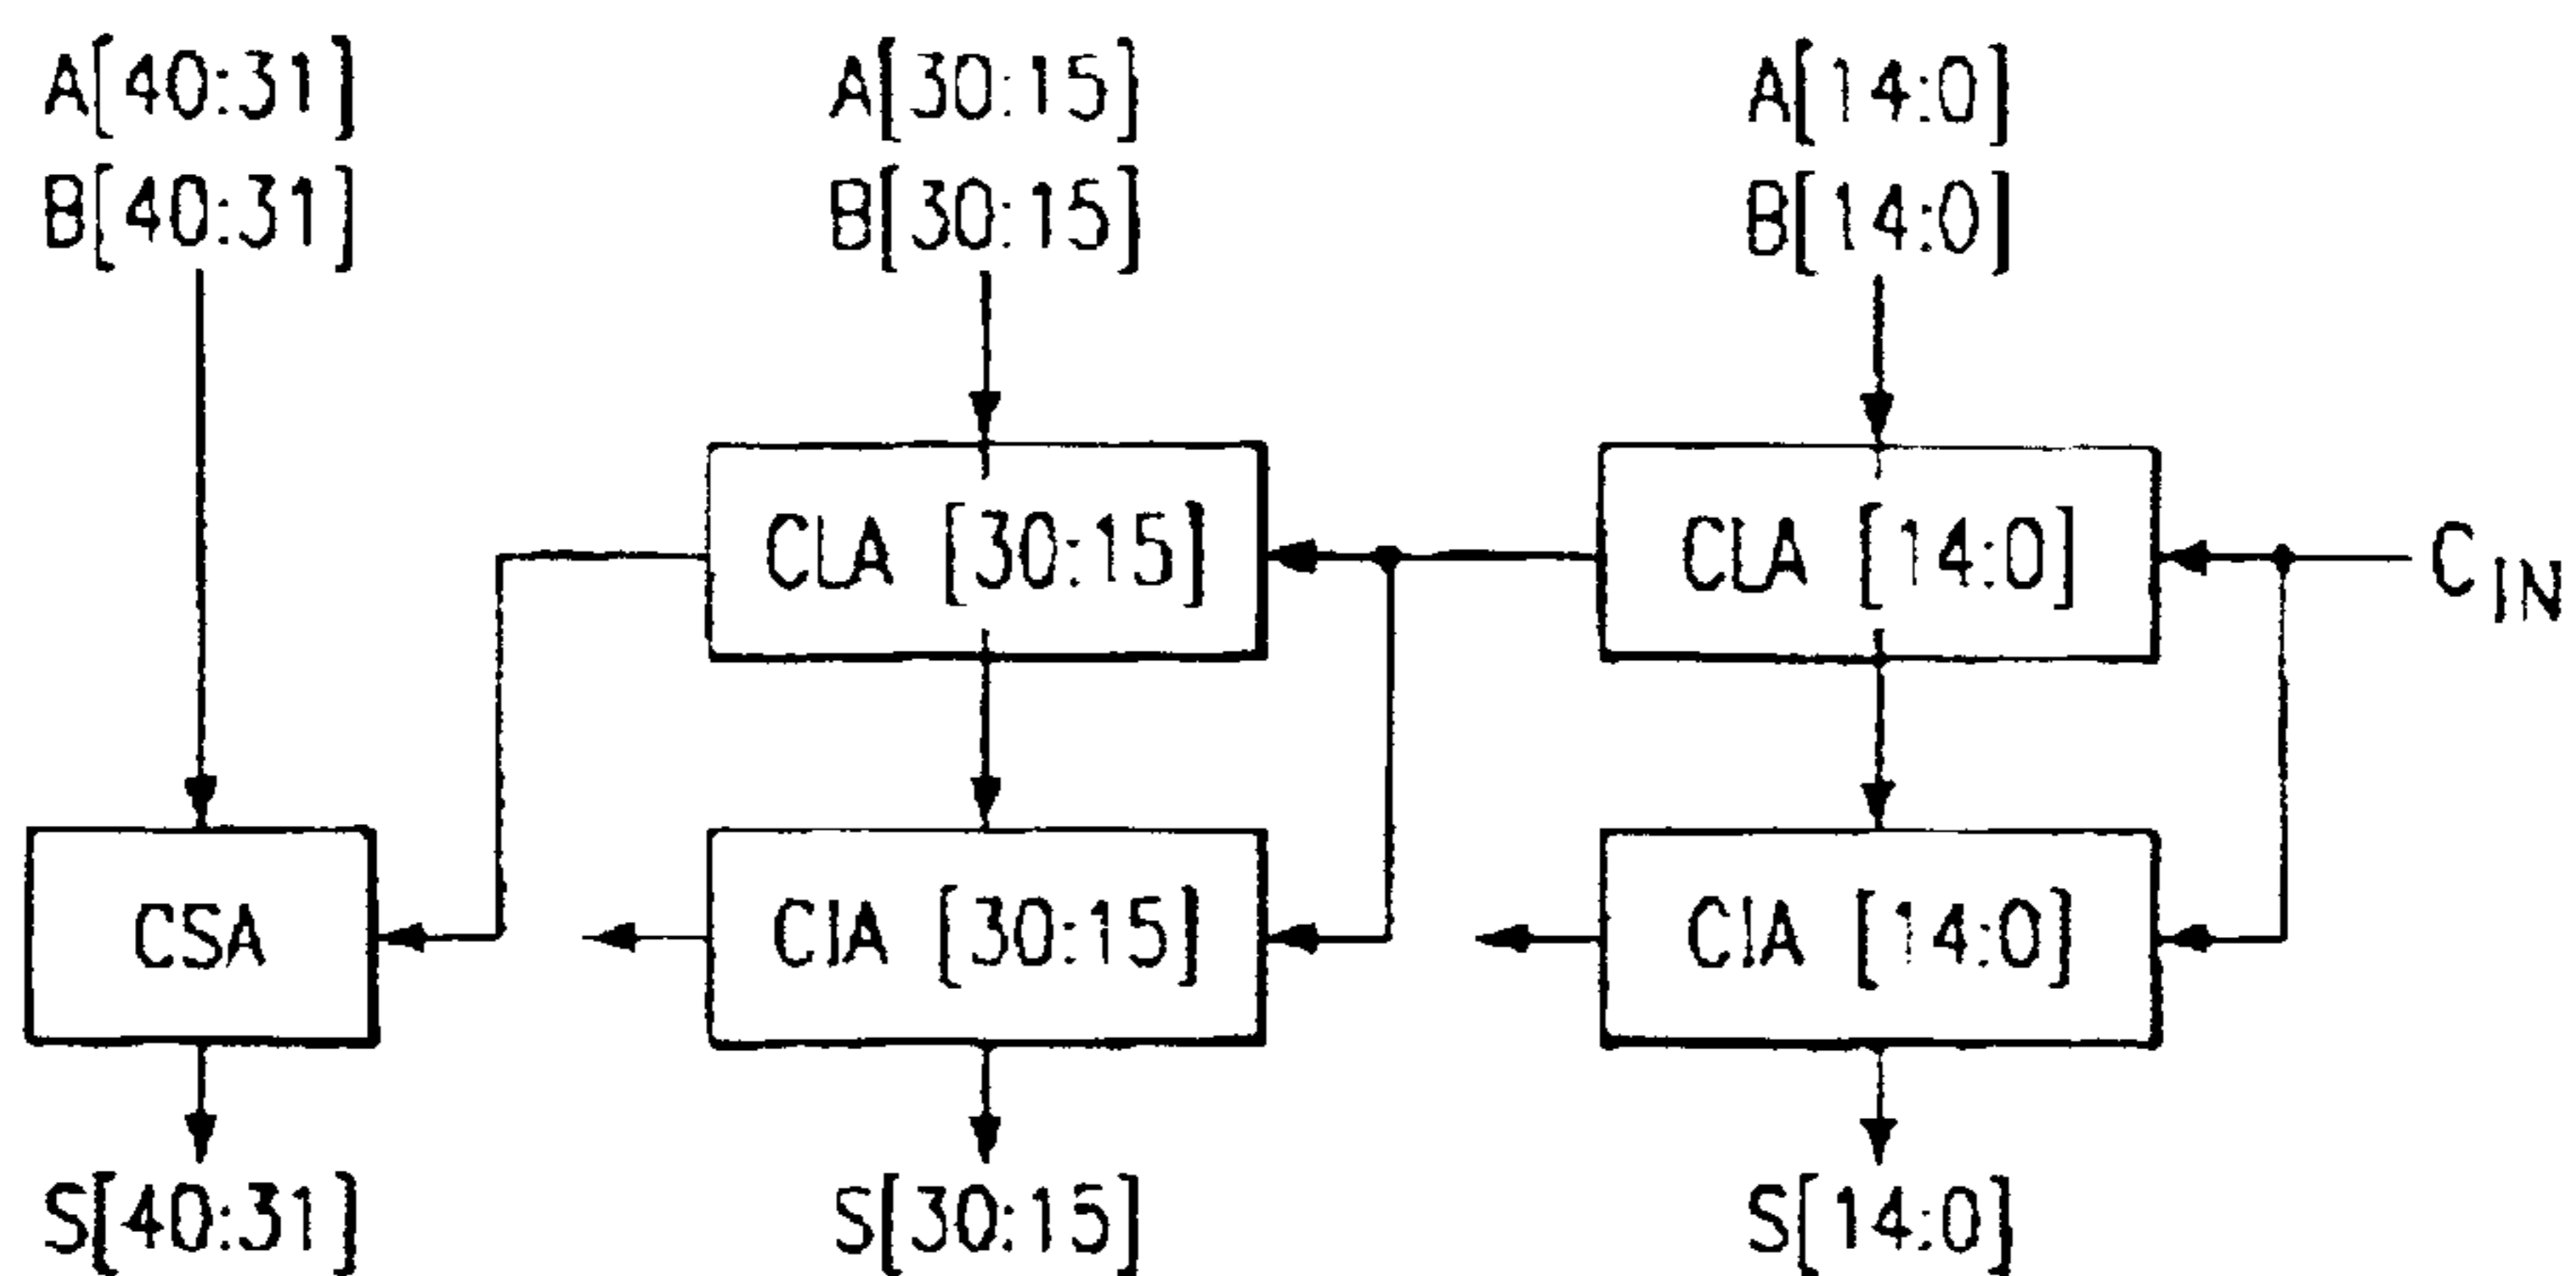 A[40:31]
B[40:31]
A[30:15]
B[30:15]
A[14:0]
B[14:0]
CLA [30:15]
CLA [14:0]
CIN
CSA
CIA [30:15]
CIA [14:0]
S[40:31]
S[30:15]
S[14:0]